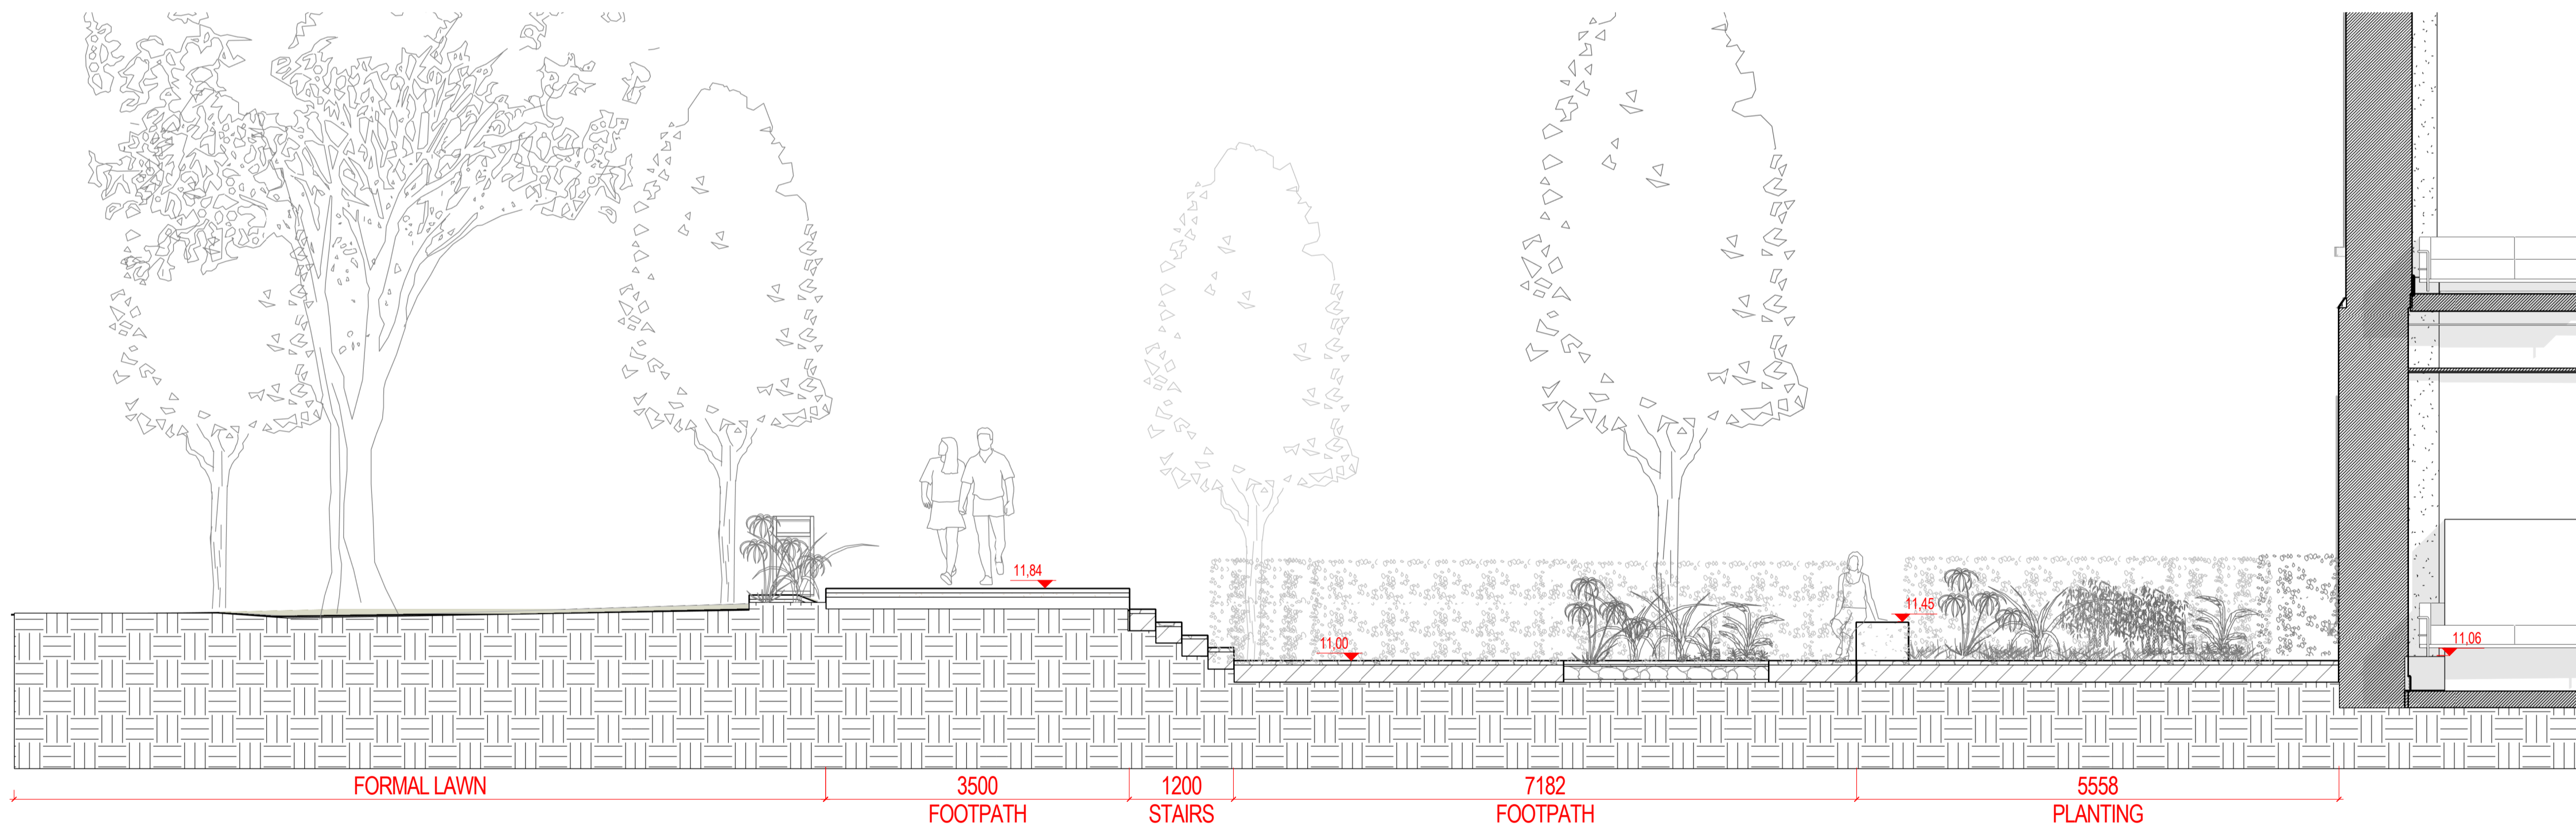 11,84
11,45
11,00
11,06
FORMAL LAWN
3500
FOOTPATH
1200
STAIRS
7182
FOOTPATH
5558
PLANTING